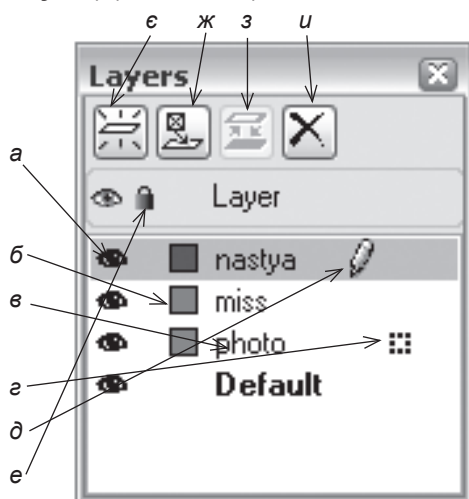 є ж з и
Layers
Layer
а
nastya
б
miss
в
photo
г
Default
д
е